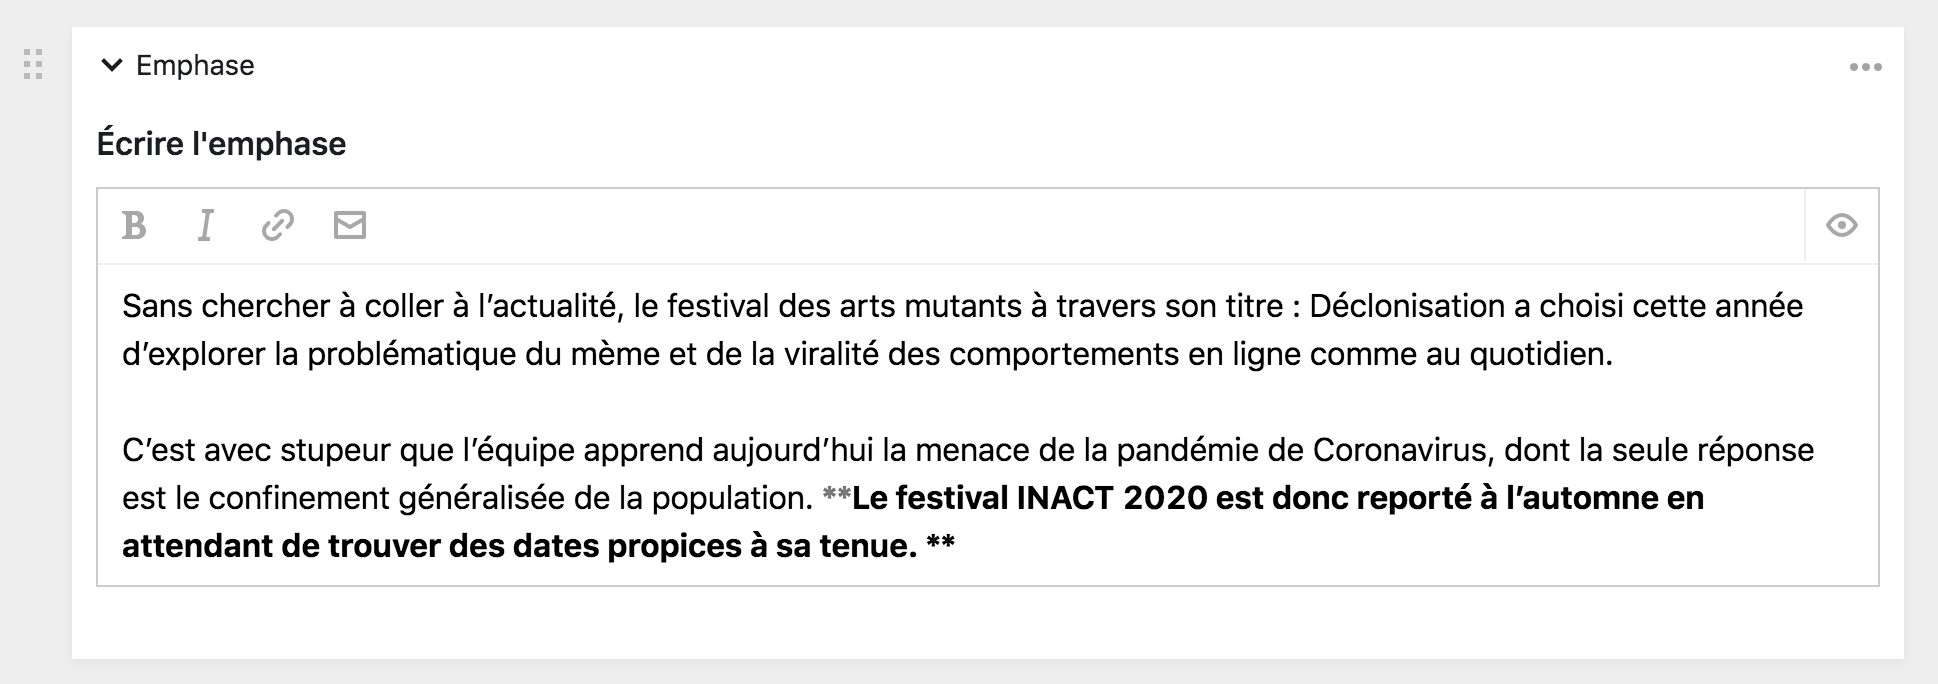 Emphase
Écrire l'emphase
B I
Sans chercher à coller à l’actualité, le festival des arts mutants à travers son titre : Déclonisation a choisi cette année
d’explorer la problématique du mème et de la viralité des comportements en ligne comme au quotidien.
C’est avec stupeur que l’équipe apprend aujourd’hui la menace de la pandémie de Coronavirus, dont la seule réponse
est le confinement généralisée de la population. **Le festival INACT 2020 est donc reporté à l’automne en
attendant de trouver des dates propices à sa tenue. **